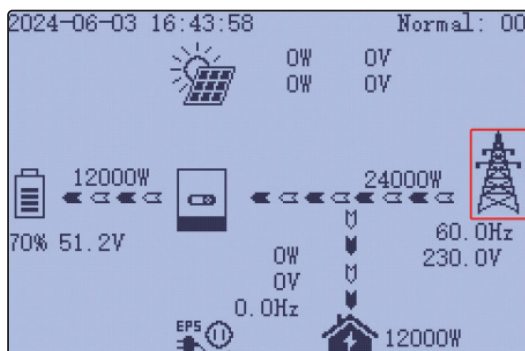 2024-06-03 16:43:58 Normal: 00
0W 0V
0W 0V
12000W
24000W
70% 51.2V
60.0Hz
230.0V
0W
0V
0.0Hz
EPS
12000W